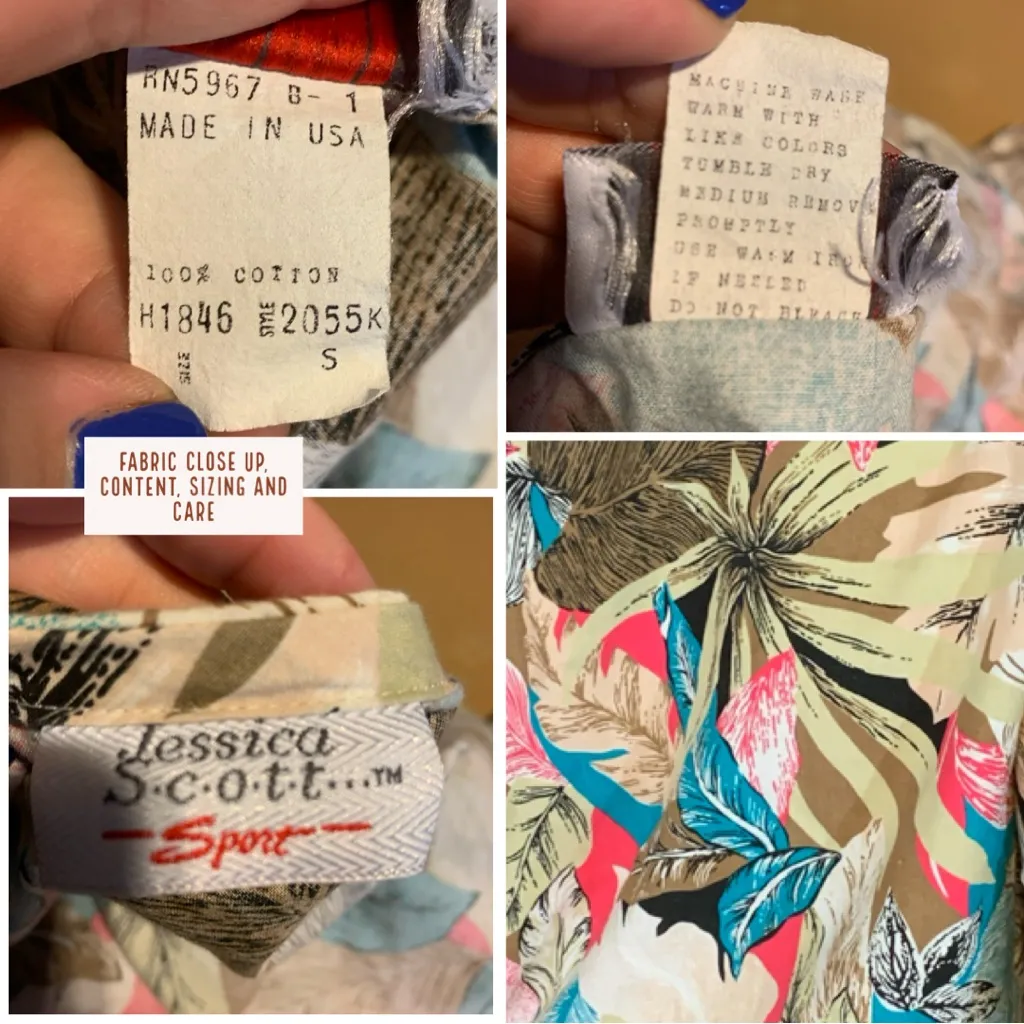 RN5967 B- 1
MADE IN USA
100% COTTON
H1846 STYLE 2055K
SIZE S
MACHINE WASH
WARM WITH
LIKE COLORS
TUMBLE DRY
MEDIUM REMOVE
PROMPTLY
USE WARM IRON
IF NEEDED
DO NOT BLEACH
FABRIC CLOSE UP,
CONTENT, SIZING AND
CARE
Jessica
S·c·o·t·t...™
-Sport-